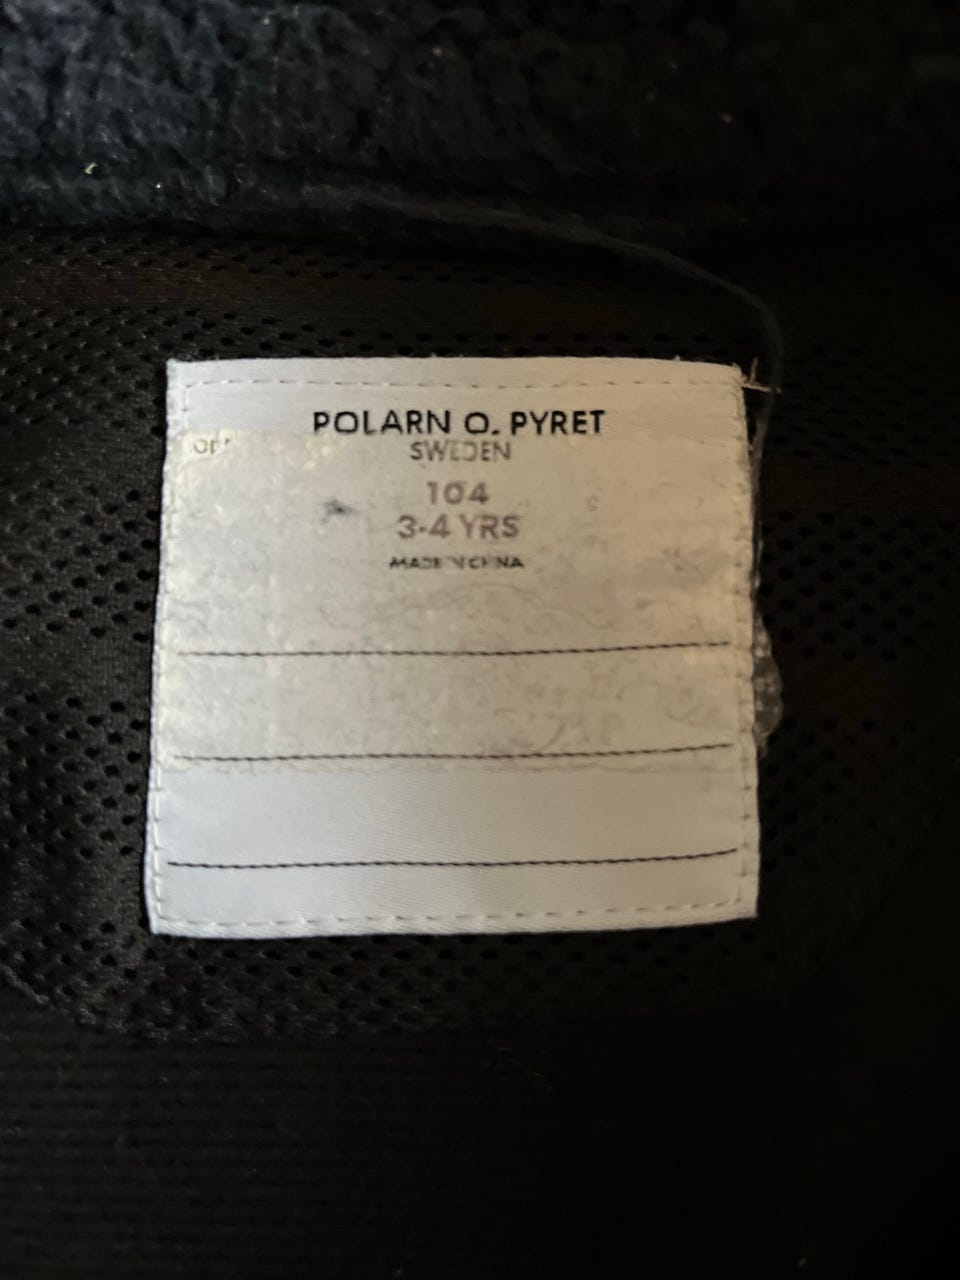 POLARN O. PYRET
SWEDEN
104
3-4 YRS
MADE IN CHINA